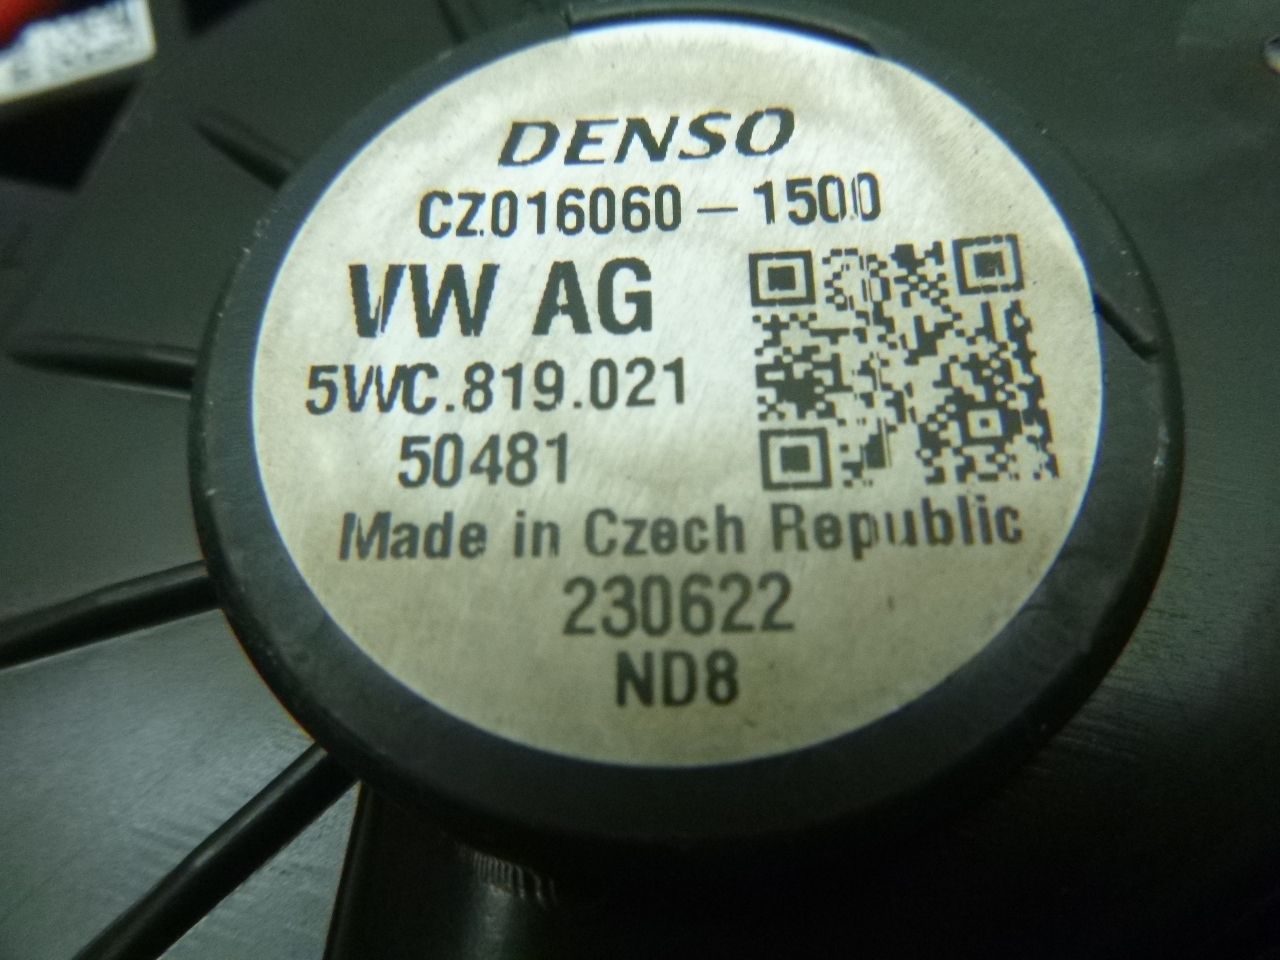 DENSO
CZ016060-1500
VW AG
5WC.819.021
50481
Made in Czech Republic
230622
ND8